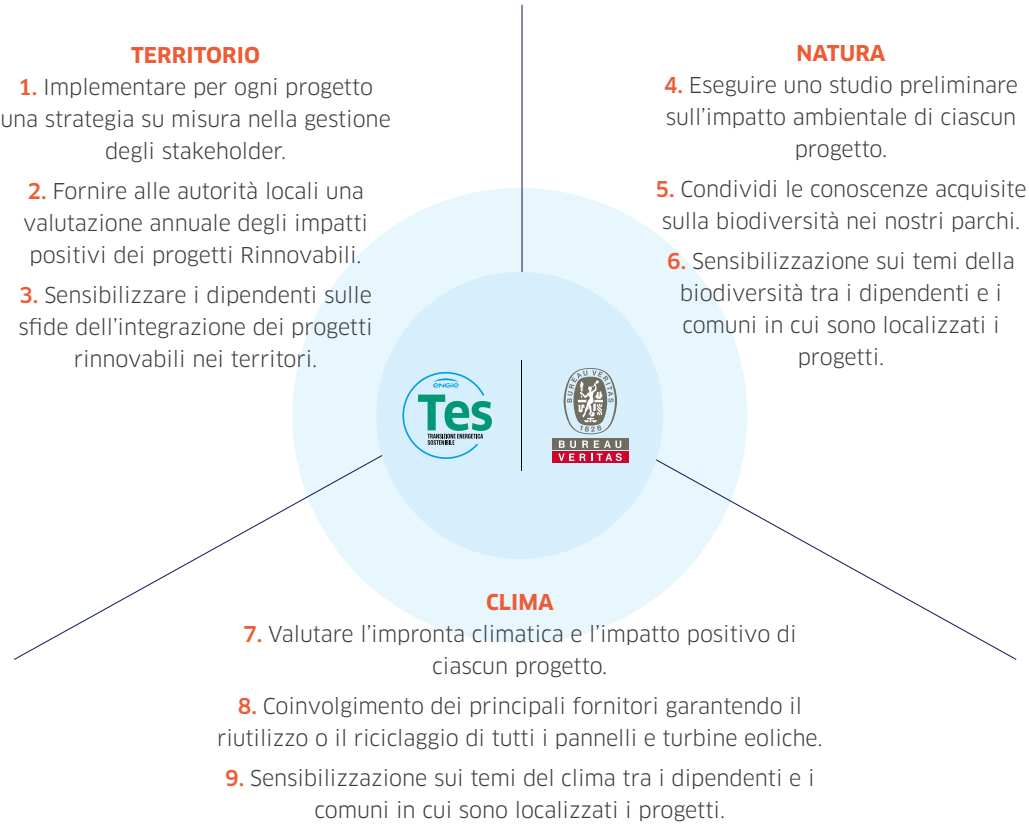 TERRITORIO
1. Implementare per ogni progetto
una strategia su misura nella gestione
degli stakeholder.
2. Fornire alle autorità locali una
valutazione annuale degli impatti
positivi dei progetti Rinnovabili.
3. Sensibilizzare i dipendenti sulle
sfide dell'integrazione dei progetti
rinnovabili nei territori.
NATURA
4. Eseguire uno studio preliminare
sull'impatto ambientale di ciascun
progetto.
5. Condividi le conoscenze acquisite
sulla biodiversità nei nostri parchi.
6. Sensibilizzazione sui temi della
biodiversità tra i dipendenti e i
comuni in cui sono localizzati i
progetti.
ENGIE
Tes
TRANSIZIONE ENERGETICA
SOSTENIBILE
BUREAU VERITAS
1828
BUREAU
VERITAS
CLIMA
7. Valutare l'impronta climatica e l'impatto positivo di
ciascun progetto.
8. Coinvolgimento dei principali fornitori garantendo il
riutilizzo o il riciclaggio di tutti i pannelli e turbine eoliche.
9. Sensibilizzazione sui temi del clima tra i dipendenti e i
comuni in cui sono localizzati i progetti.